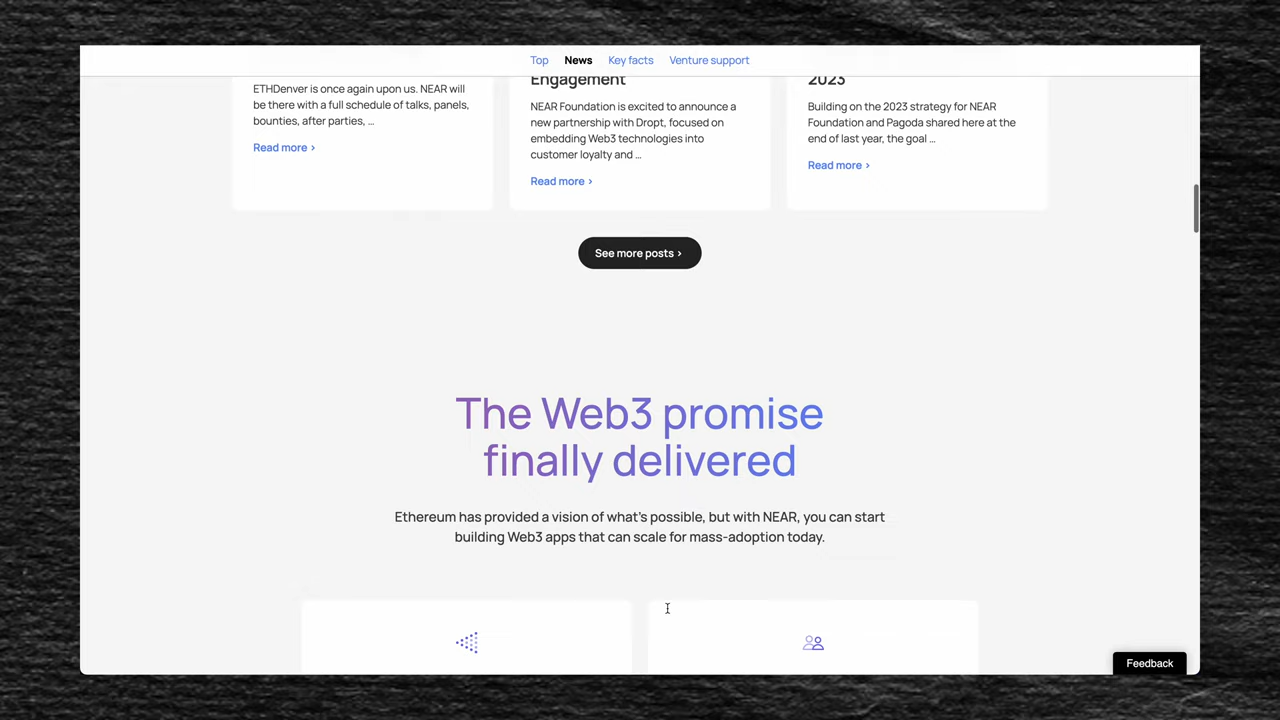 Top News Key facts Venture support
ETHDenver is once again upon us. NEAR will
be there with a full schedule of talks, panels,
bounties, after parties, …
Read more ›
Engagement
NEAR Foundation is excited to announce a
new partnership with Dropt, focused on
embedding Web3 technologies into
customer loyalty and …
Read more ›
2023
Building on the 2023 strategy for NEAR
Foundation and Pagoda shared here at the
end of last year, the goal …
Read more ›
See more posts ›
The Web3 promise
finally delivered
Ethereum has provided a vision of what's possible, but with NEAR, you can start
building Web3 apps that can scale for mass-adoption today.
Feedback